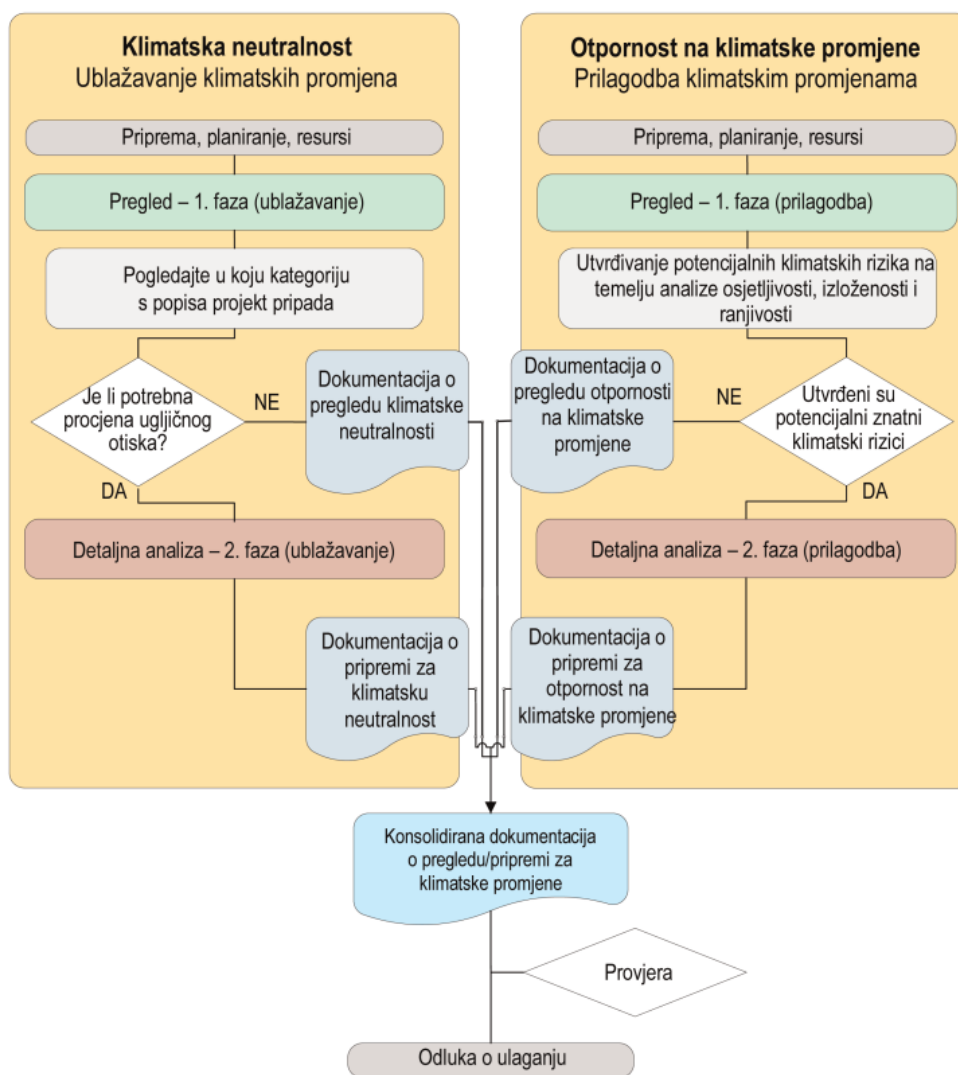 Klimatska neutralnost
Ublažavanje klimatskih promjena
Priprema, planiranje, resursi
Pregled – 1. faza (ublažavanje)
Pogledajte u koju kategoriju
s popisa projekt pripada
Je li potrebna
procjena ugljičnog
otiska?
NE
Dokumentacija o
pregledu klimatske
neutralnosti
DA
Detaljna analiza – 2. faza (ublažavanje)
Dokumentacija o
pripremi za
klimatsku
neutralnost
Otpornost na klimatske promjene
Prilagodba klimatskim promjenama
Priprema, planiranje, resursi
Pregled – 1. faza (prilagodba)
Utvrđivanje potencijalnih klimatskih rizika na
temelju analize osjetljivosti, izloženosti i
ranjivosti
Dokumentacija o
pregledu otpornosti
na klimatske
promjene
NE
Utvrđeni su
potencijalni znatni
klimatski rizici
DA
Detaljna analiza – 2. faza (prilagodba)
Dokumentacija o
pripremi za
otpornost na
klimatske promjene
Konsolidirana dokumentacija
o pregledu/pripremi za
klimatske promjene
Provjera
Odluka o ulaganju